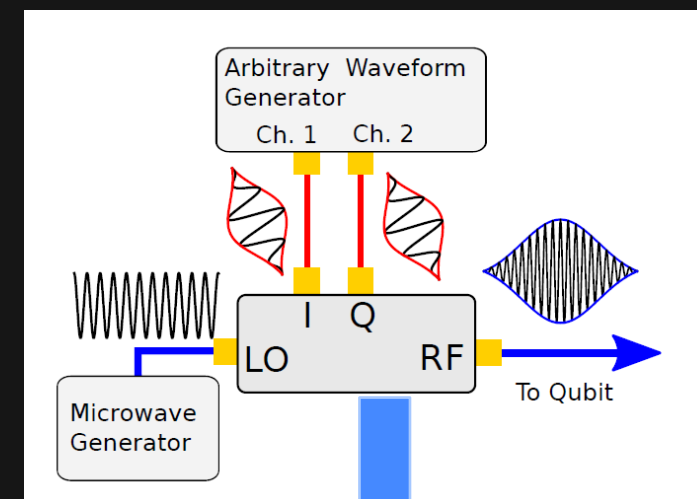 Arbitrary Waveform
Generator
Ch. 1 Ch. 2
I Q
LO RF
To Qubit
Microwave
Generator